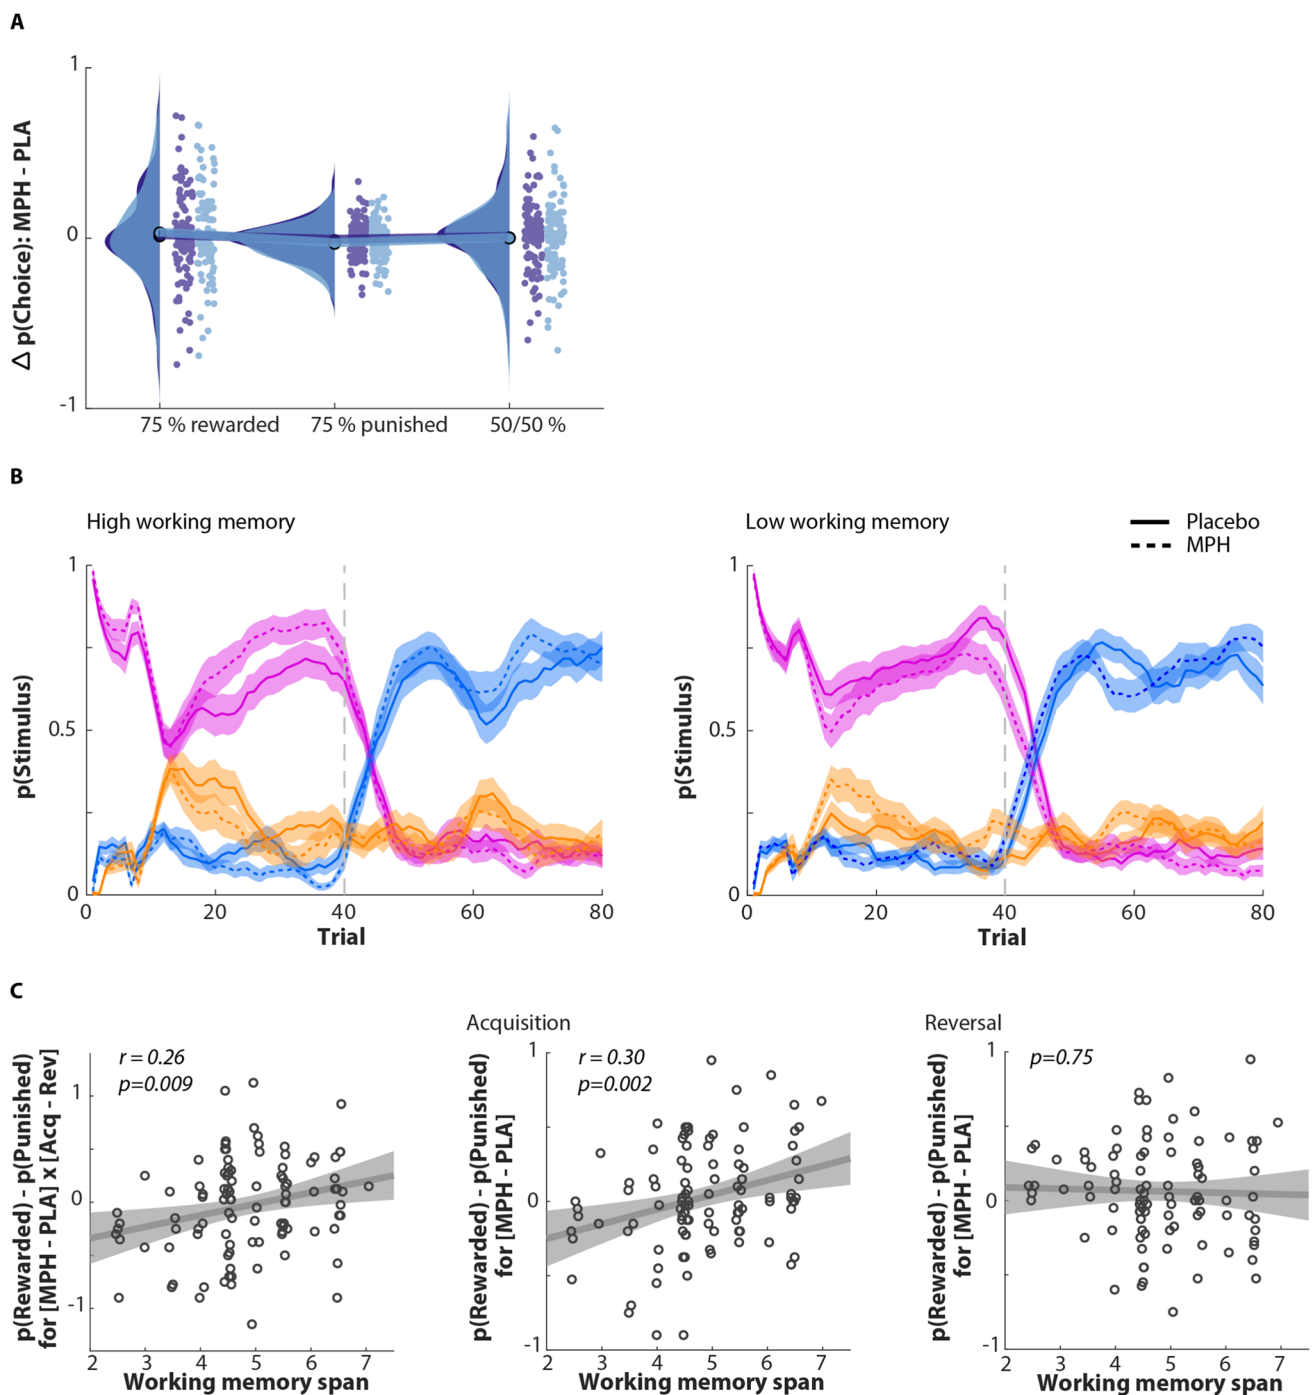 A
1
0
-1
Δ p(Choice): MPH - PLA
75 % rewarded 75 % punished 50/50 %
B
High working memory
Low working memory
Placebo
MPH
p(Stimulus)
1
0.5
0
0 20 40 60 80
Trial
p(Stimulus)
1
0.5
0
0 20 40 60 80
Trial
C
p(Rewarded) - p(Punished)
for [MPH - PLA] x [Acq - Rev]
r = 0.26
p=0.009
1
0
-1
2 3 4 5 6 7
Working memory span
Acquisition
p(Rewarded) - p(Punished)
for [MPH - PLA]
r = 0.30
p=0.002
1
0
-1
2 3 4 5 6 7
Working memory span
Reversal
p(Rewarded) - p(Punished)
for [MPH - PLA]
p=0.75
1
0
-1
2 3 4 5 6 7
Working memory span